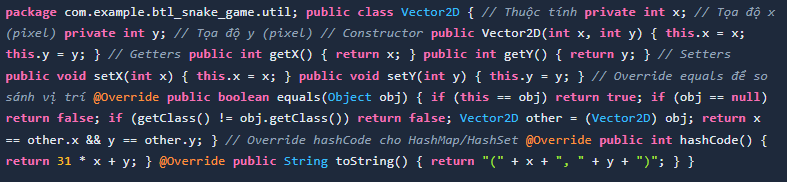 package com.example.btl_snake_game.util; public class Vector2D { // Thuộc tính private int x; // Tọa độ x
(pixel) private int y; // Tọa độ y (pixel) // Constructor public Vector2D(int x, int y) { this.x = x;
this.y = y; } // Getters public int getX() { return x; } public int getY() { return y; } // Setters
public void setX(int x) { this.x = x; } public void setY(int y) { this.y = y; } // Override equals để so
sánh vị trí @Override public boolean equals(Object obj) { if (this == obj) return true; if (obj == null)
return false; if (getClass() != obj.getClass()) return false; Vector2D other = (Vector2D) obj; return x
== other.x && y == other.y; } // Override hashCode cho HashMap/HashSet @Override public int hashCode() {
return 31 * x + y; } @Override public String toString() { return "(" + x + ", " + y + ")"; } }